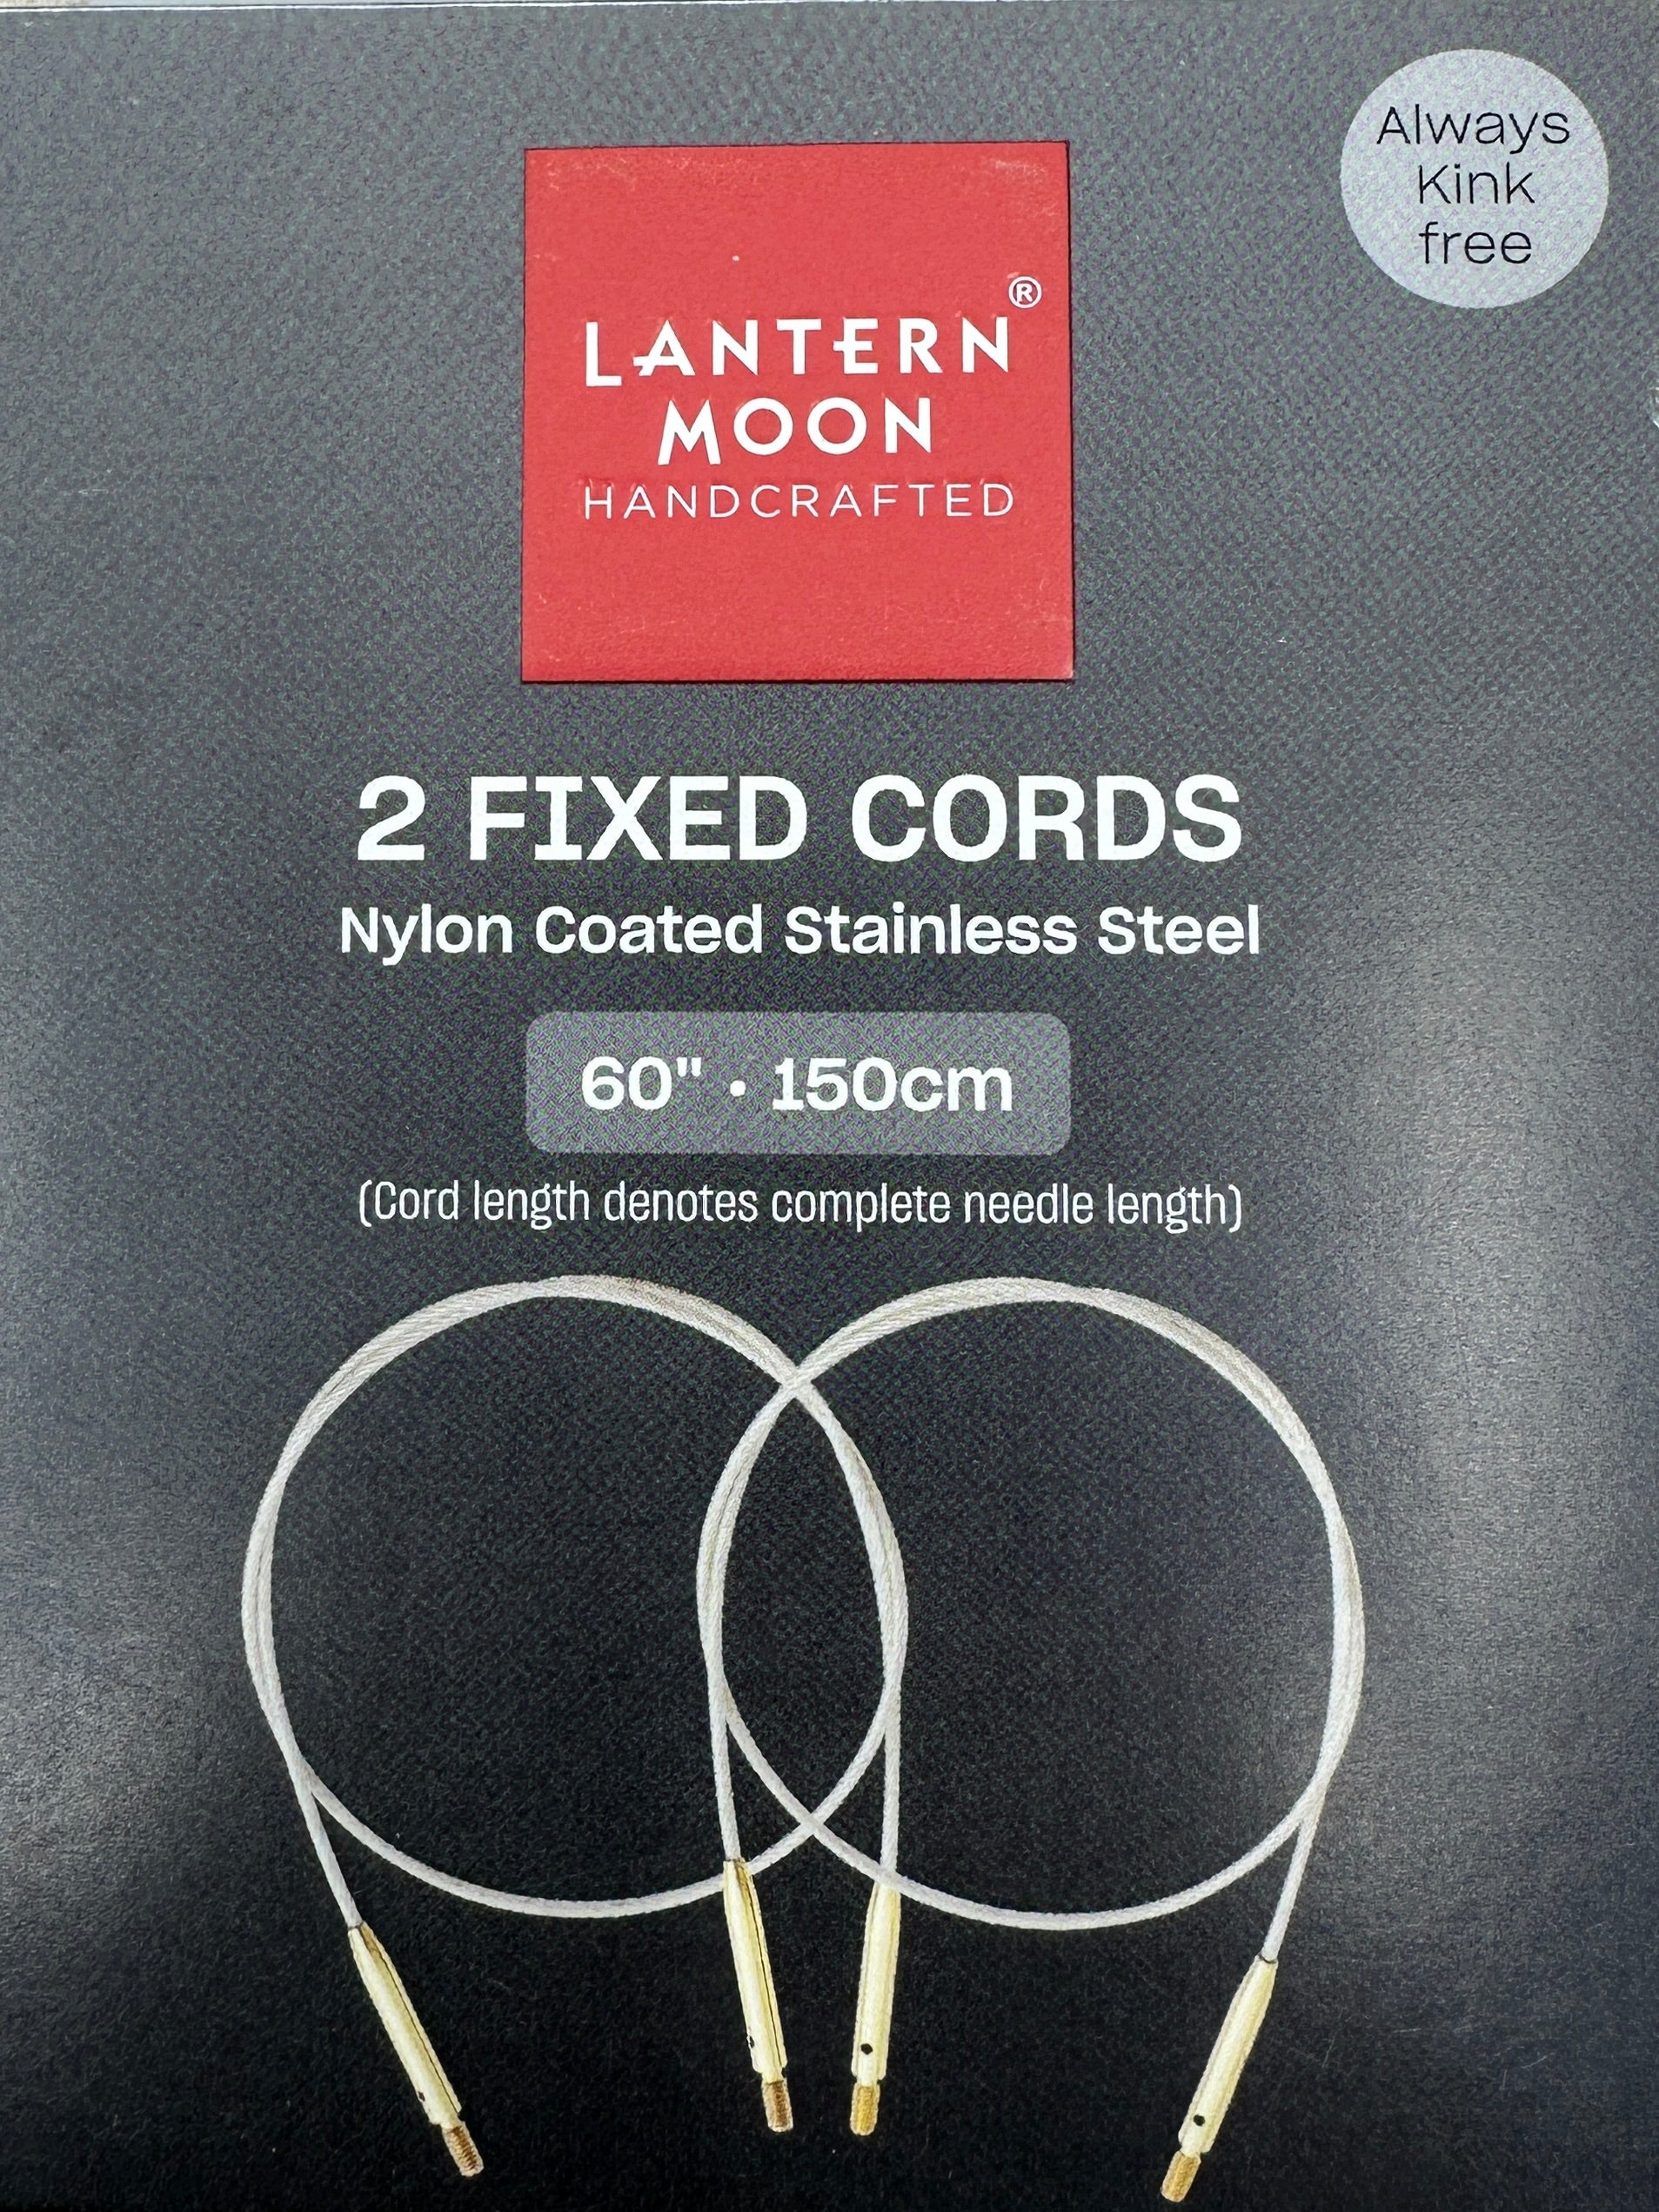 Always
Kink
free
LANTERN®
MOON
HANDCRAFTED
2 FIXED CORDS
Nylon Coated Stainless Steel
60" • 150cm
(Cord length denotes complete needle length)